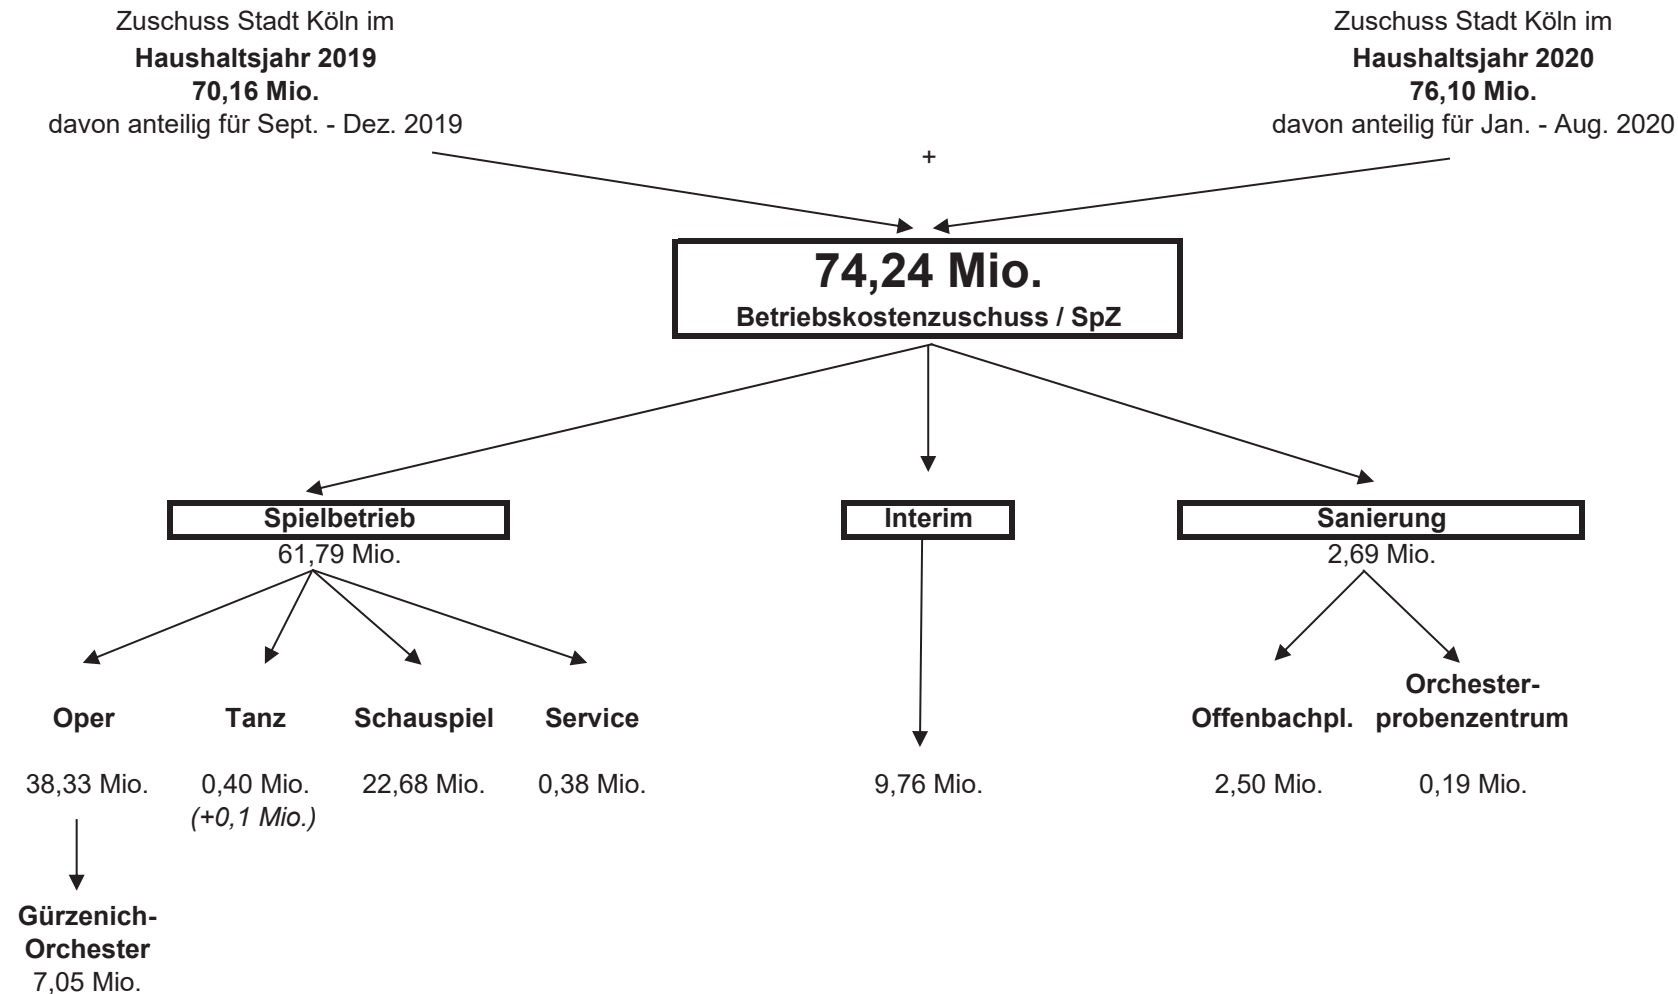 Zuschuss Stadt Köln im
Haushaltsjahr 2019
70,16 Mio.
davon anteilig für Sept. - Dez. 2019
Zuschuss Stadt Köln im
Haushaltsjahr 2020
76,10 Mio.
davon anteilig für Jan. - Aug. 2020
+
74,24 Mio.
Betriebskostenzuschuss / SpZ
Spielbetrieb
61,79 Mio.
Interim
Sanierung
2,69 Mio.
Oper
38,33 Mio.
Tanz
0,40 Mio.
(+0,1 Mio.)
Schauspiel
22,68 Mio.
Service
0,38 Mio.
9,76 Mio.
Offenbachpl.
2,50 Mio.
Orchester-
probenzentrum
0,19 Mio.
Gürzenich-
Orchester
7,05 Mio.